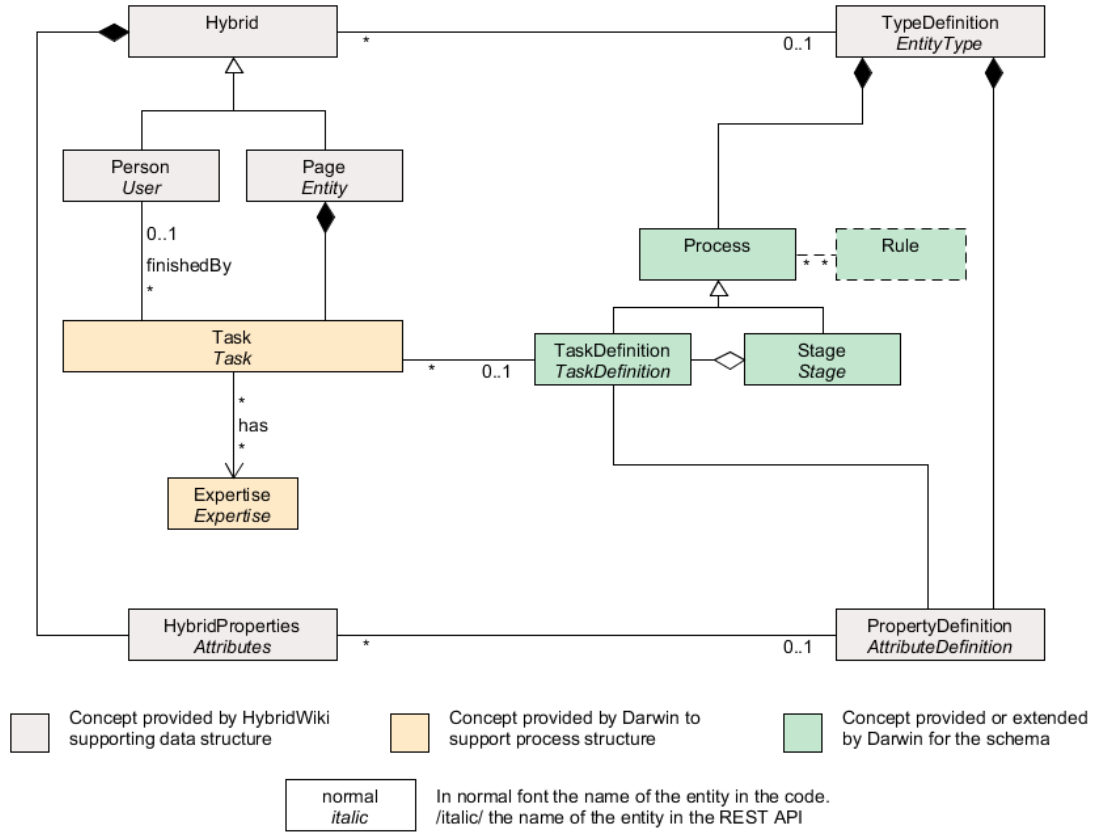 Hybrid
TypeDefinition
EntityType
*
0..1
Person
User
Page
Entity
0..1
finishedBy
*
Process
* *
Rule
Task
Task
TaskDefinition
TaskDefinition
Stage
Stage
*
0..1
*
has
*
Expertise
Expertise
HybridProperties
Attributes
*
0..1
PropertyDefinition
AttributeDefinition
Concept provided by HybridWiki
supporting data structure
Concept provided by Darwin to
support process structure
Concept provided or extended
by Darwin for the schema
normal
italic
In normal font the name of the entity in the code.
/italic/ the name of the entity in the REST API